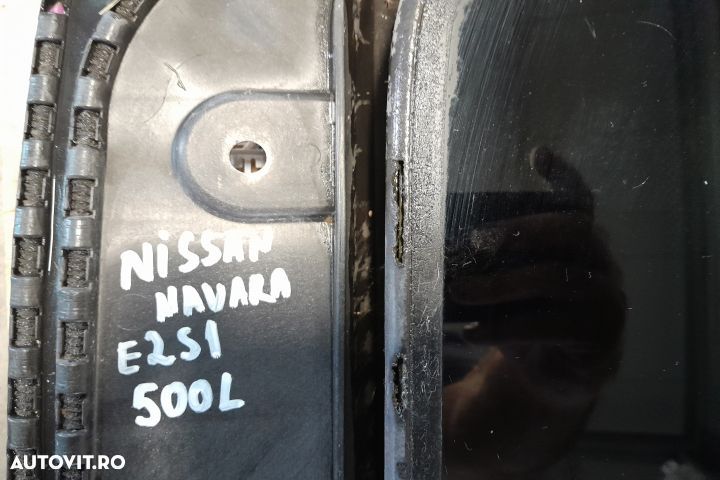 NISSAN
NAVARA
E2S1
500L
AUTOVIT.RO